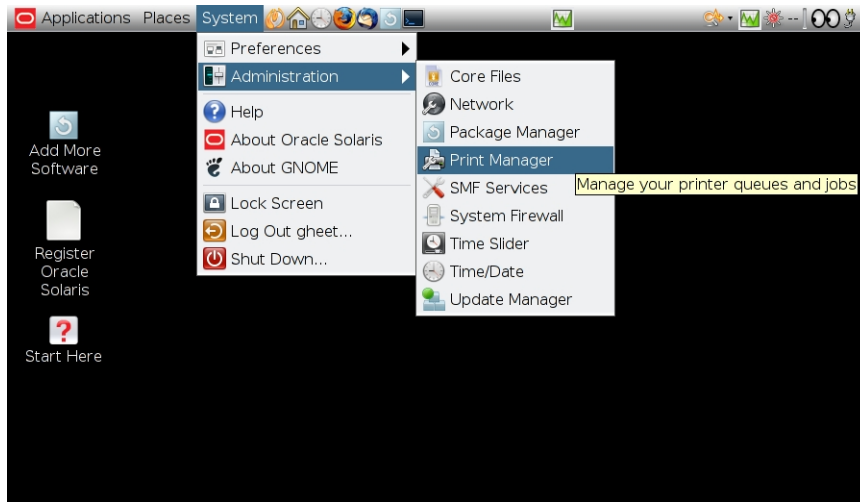 Applications Places System
Preferences
Administration
Help
About Oracle Solaris
About GNOME
Lock Screen
Log Out gheet...
Shut Down...
Core Files
Network
Package Manager
Print Manager
SMF Services
System Firewall
Time Slider
Time/Date
Update Manager
Manage your printer queues and jobs
Add More
Software
Register
Oracle
Solaris
Start Here
--